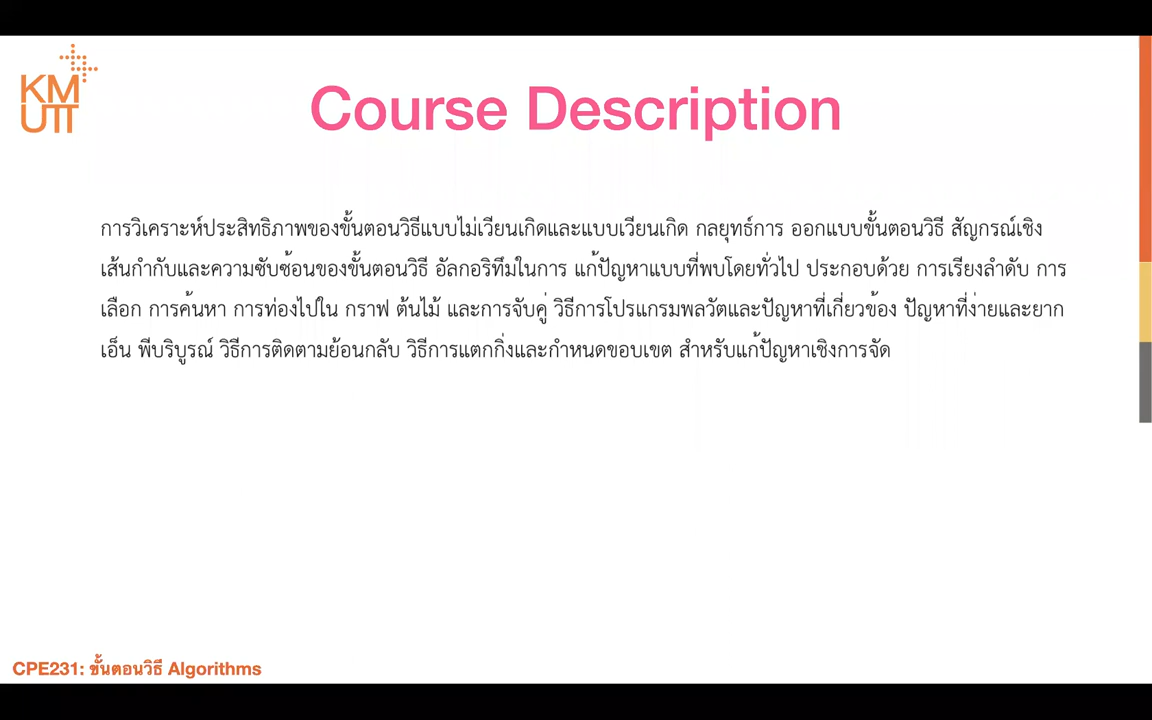 KM
UTT
Course Description
การวิเคราะห์ประสิทธิภาพของขั้นตอนวิธีแบบไม่เวียนเกิดและแบบเวียนเกิด กลยุทธ์การ ออกแบบขั้นตอนวิธี สัญกรณ์เชิง
เส้นกำกับและความซับซ้อนของขั้นตอนวิธี อัลกอริทึมในการ แก้ปัญหาแบบที่พบโดยทั่วไป ประกอบด้วย การเรียงลำดับ การ
เลือก การค้นหา การท่องไปใน กราฟ ต้นไม้ และการจับคู่ วิธีการโปรแกรมพลวัตและปัญหาที่เกี่ยวข้อง ปัญหาที่ง่ายและยาก
เอ็น พีบริบูรณ์ วิธีการติดตามย้อนกลับ วิธีการแตกกิ่งและกำหนดขอบเขต สำหรับแก้ปัญหาเชิงการจัด
CPE231: ขั้นตอนวิธี Algorithms